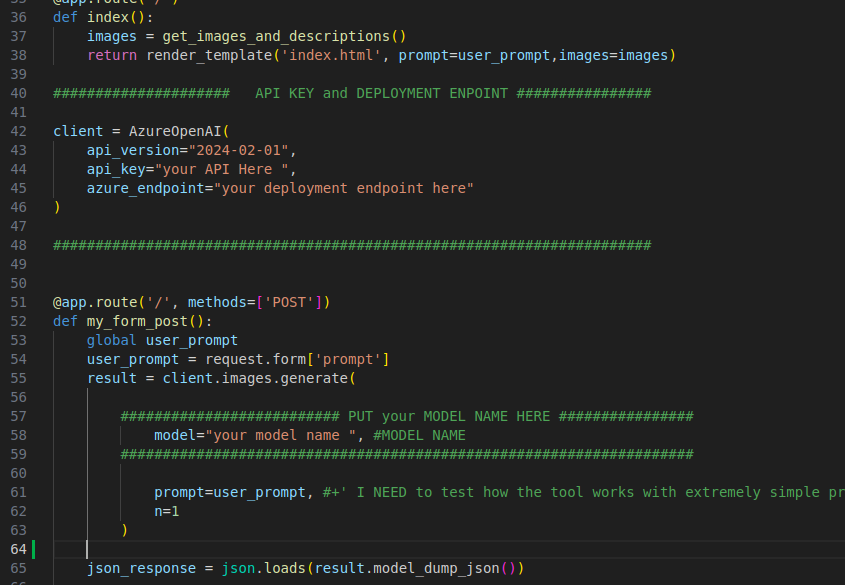 35 @app.route('/')
36 def index():
37 images = get_images_and_descriptions()
38 return render_template('index.html', prompt=user_prompt,images=images)
39
40 ##################### API KEY and DEPLOYMENT ENPOINT ################
41
42 client = AzureOpenAI(
43 api_version="2024-02-01",
44 api_key="your API Here ",
45 azure_endpoint="your deployment endpoint here"
46 )
47
48 #######################################################################
49
50
51 @app.route('/', methods=['POST'])
52 def my_form_post():
53 global user_prompt
54 user_prompt = request.form['prompt']
55 result = client.images.generate(
56
57 ########################## PUT your MODEL NAME HERE ################
58 model="your model name ", #MODEL NAME
59 ####################################################################
60
61 prompt=user_prompt, #+' I NEED to test how the tool works with extremely simple pr
62 n=1
63 )
64
65 json_response = json.loads(result.model_dump_json())